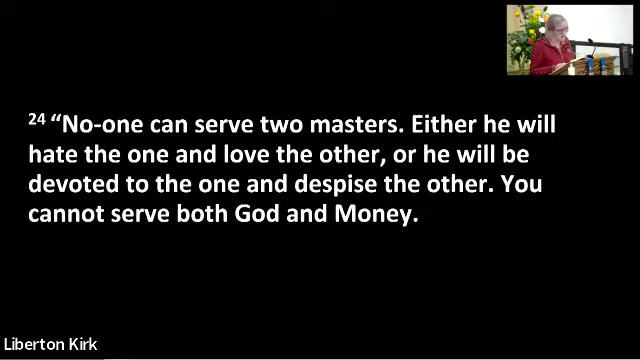 24 “No-one can serve two masters. Either he will
hate the one and love the other, or he will be
devoted to the one and despise the other. You
cannot serve both God and Money.
Liberton Kirk